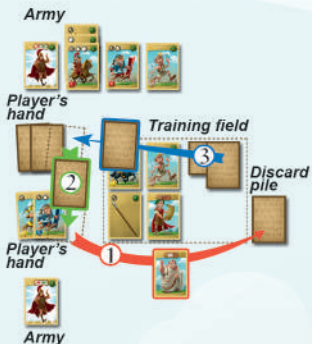 Army
Player's
hand
Training field
3
2
Discard
pile
Player's
hand
1
Army